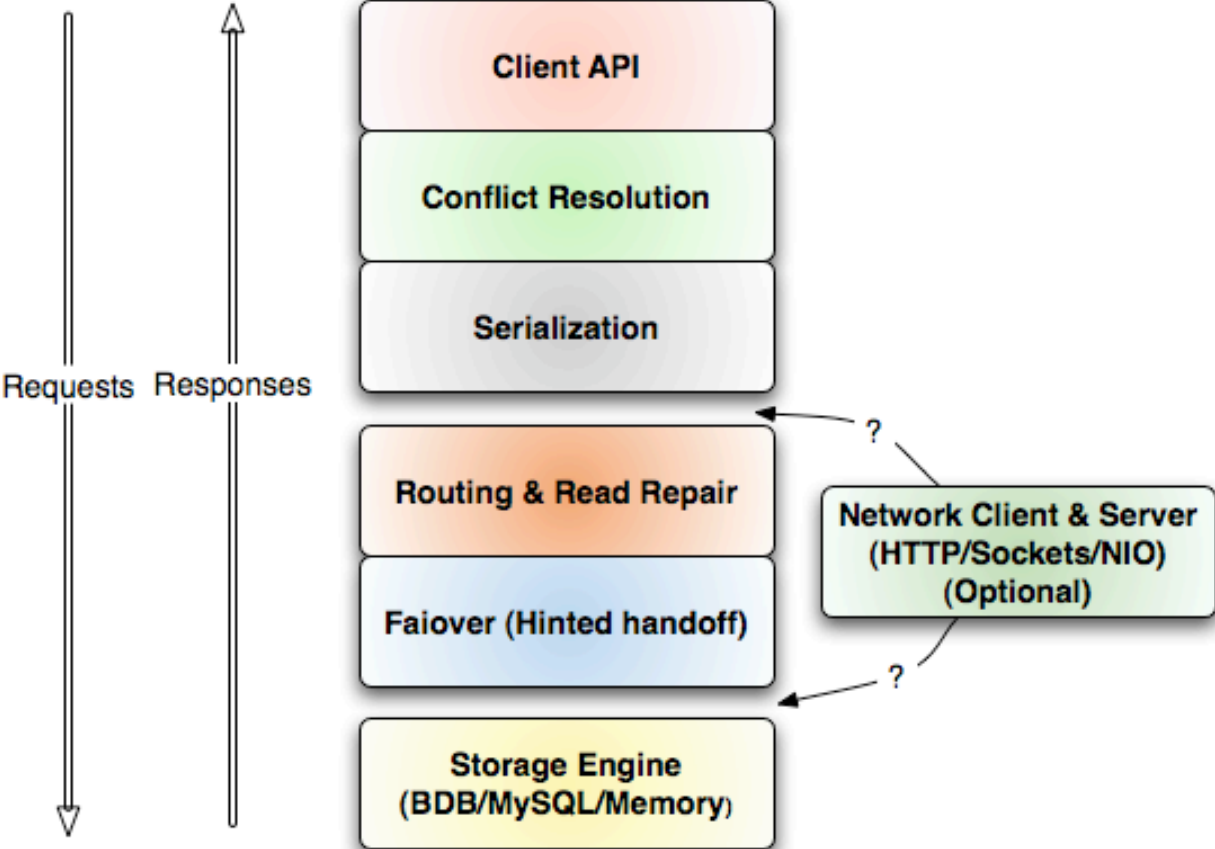 Client API
Conflict Resolution
Serialization
Requests
Responses
?
Routing & Read Repair
Network Client & Server
(HTTP/Sockets/NIO)
(Optional)
Faiover (Hinted handoff)
?
Storage Engine
(BDB/MySQL/Memory)